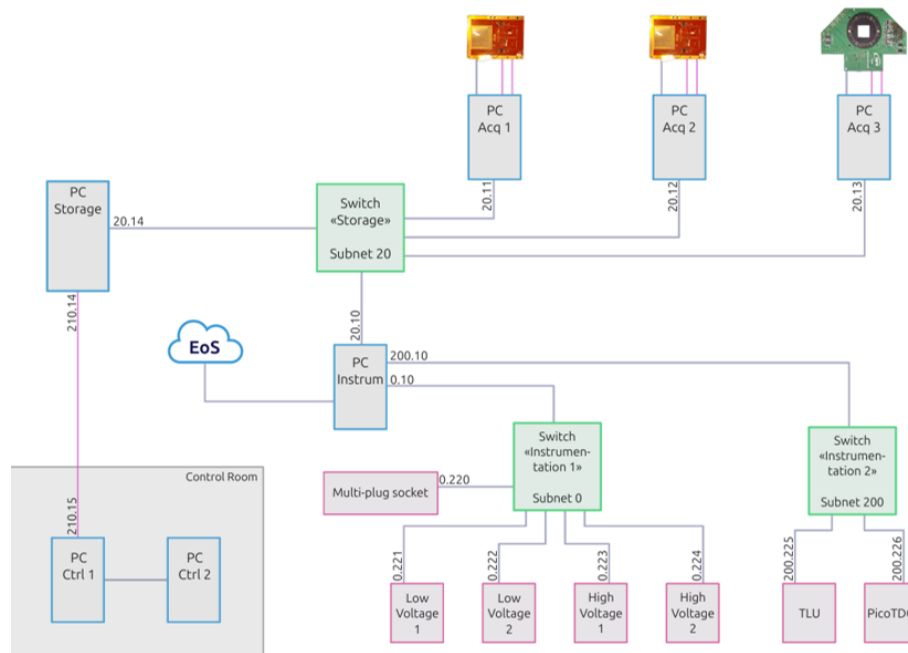 PC
Acq 1
PC
Acq 2
PC
Acq 3
20.11
20.12
20.13
PC
Storage
20.14
Switch
«Storage»
Subnet 20
210.14
20.10
EoS
PC
Instrum
200.10
0.10
Switch
«Instrumen-
tation 1»
Subnet 0
Switch
«Instrumen-
tation 2»
Subnet 200
Control Room
Multi-plug socket
0.220
210.15
PC
Ctrl 1
PC
Ctrl 2
0.221
0.222
0.223
0.224
200.225
200.226
Low
Voltage
1
Low
Voltage
2
High
Voltage
1
High
Voltage
2
TLU
PicoTDC